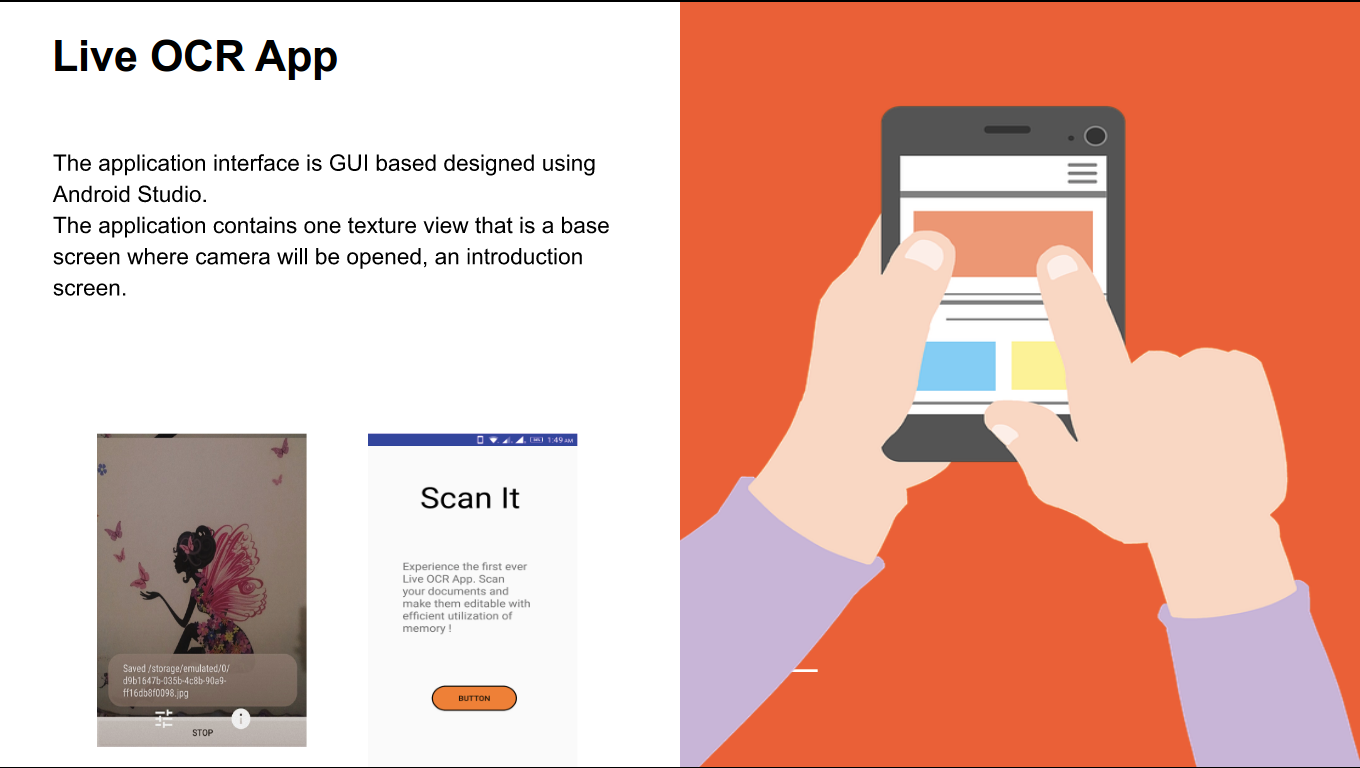 Live OCR App
The application interface is GUI based designed using
Android Studio.
The application contains one texture view that is a base
screen where camera will be opened, an introduction
screen.
Saved /storage/emulated/0/
d9b1647b-035b-4c8b-90a9-
ff16db8f0098.jpg
STOP
1:49 AM
Scan It
Experience the first ever
Live OCR App. Scan
your documents and
make them editable with
efficient utilization of
memory !
BUTTON